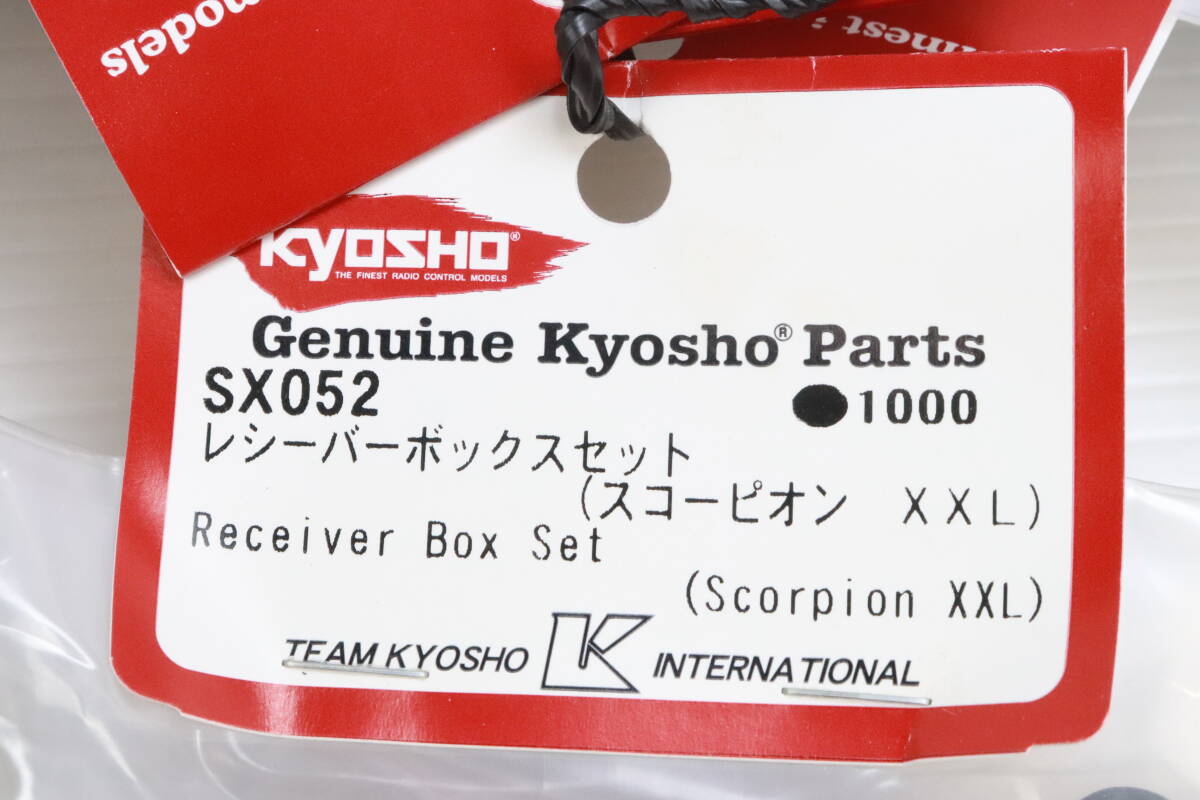 models
finest
KYOSHO®
THE FINEST RADIO CONTROL MODELS
Genuine Kyosho® Parts
SX052 ●1000
レシーバーボックスセット
(スコーピオン XXL)
Receiver Box Set
(Scorpion XXL)
TEAM KYOSHO K INTERNATIONAL